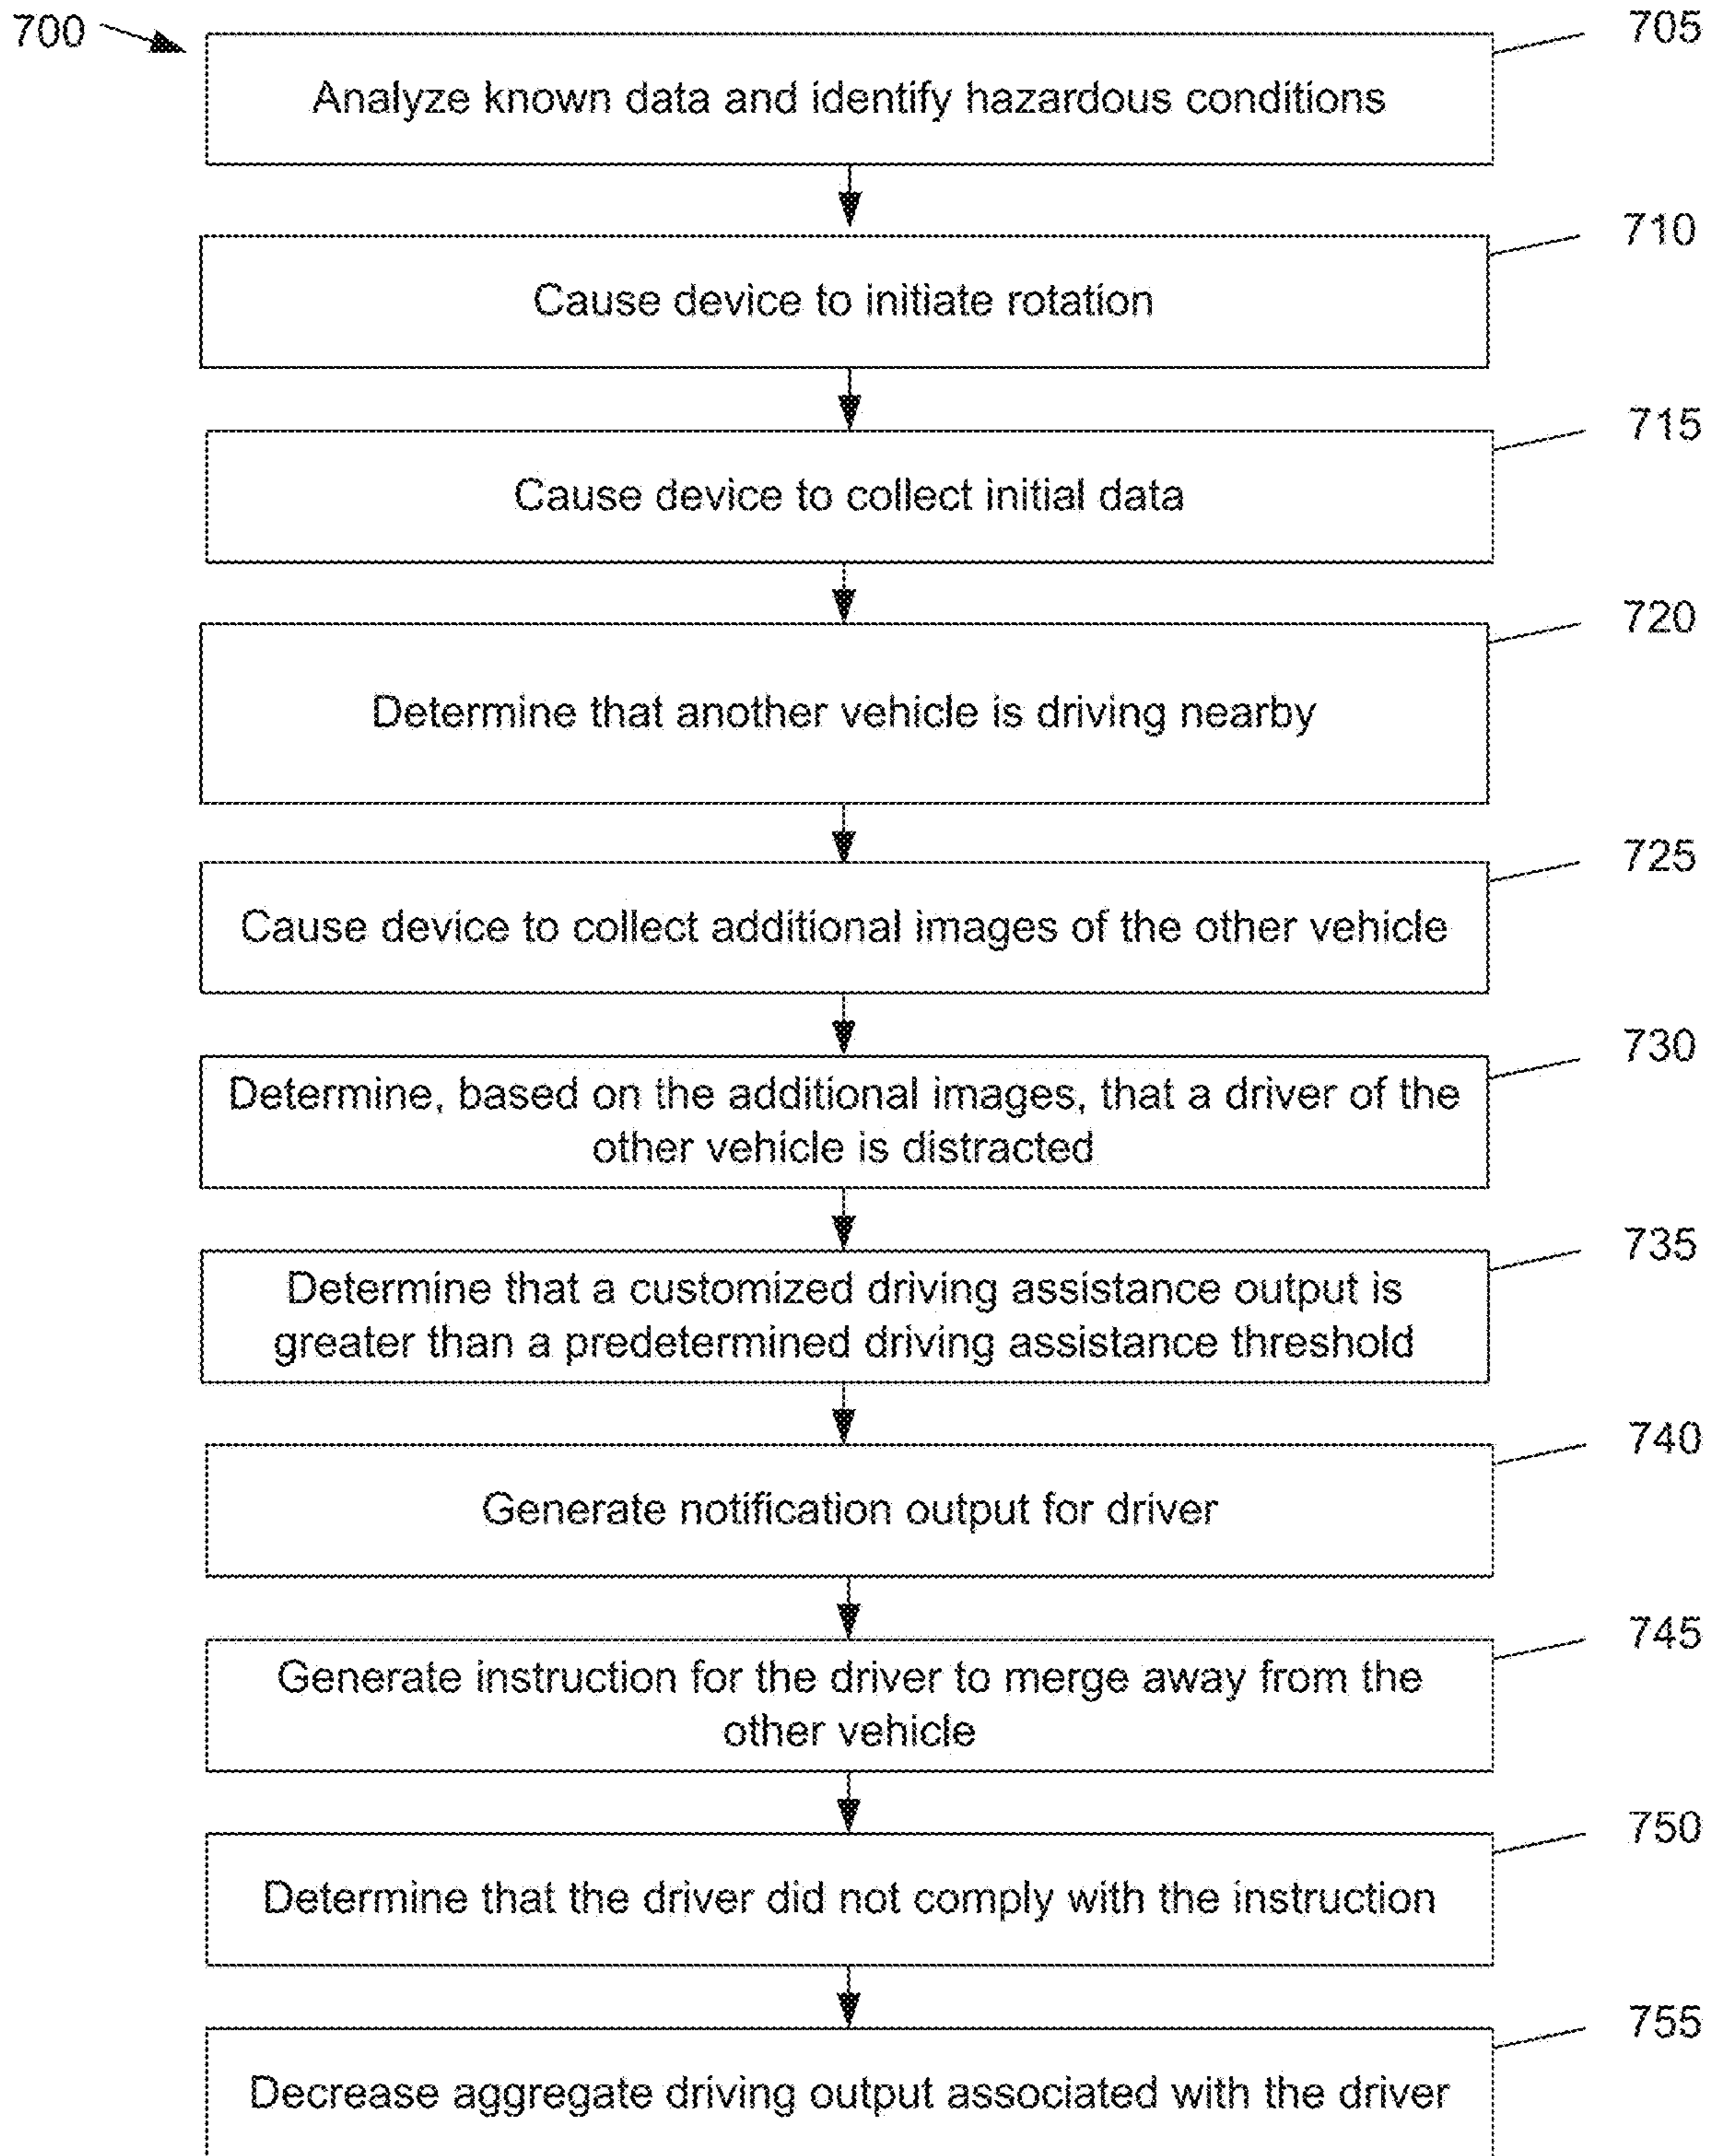 700
705
Analyze known data and identify hazardous conditions
710
Cause device to initiate rotation
715
Cause device to collect initial data
720
Determine that another vehicle is driving nearby
725
Cause device to collect additional images of the other vehicle
730
Determine, based on the additional images, that a driver of the
other vehicle is distracted
735
Determine that a customized driving assistance output is
greater than a predetermined driving assistance threshold
740
Generate notification output for driver
745
Generate instruction for the driver to merge away from the
other vehicle
750
Determine that the driver did not comply with the instruction
755
Decrease aggregate driving output associated with the driver